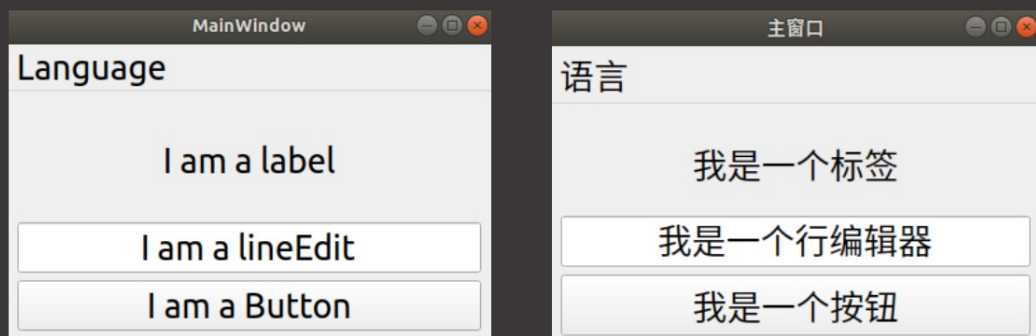 MainWindow
Language
I am a label
I am a lineEdit
I am a Button
主窗口
语言
我是一个标签
我是一个行编辑器
我是一个按钮